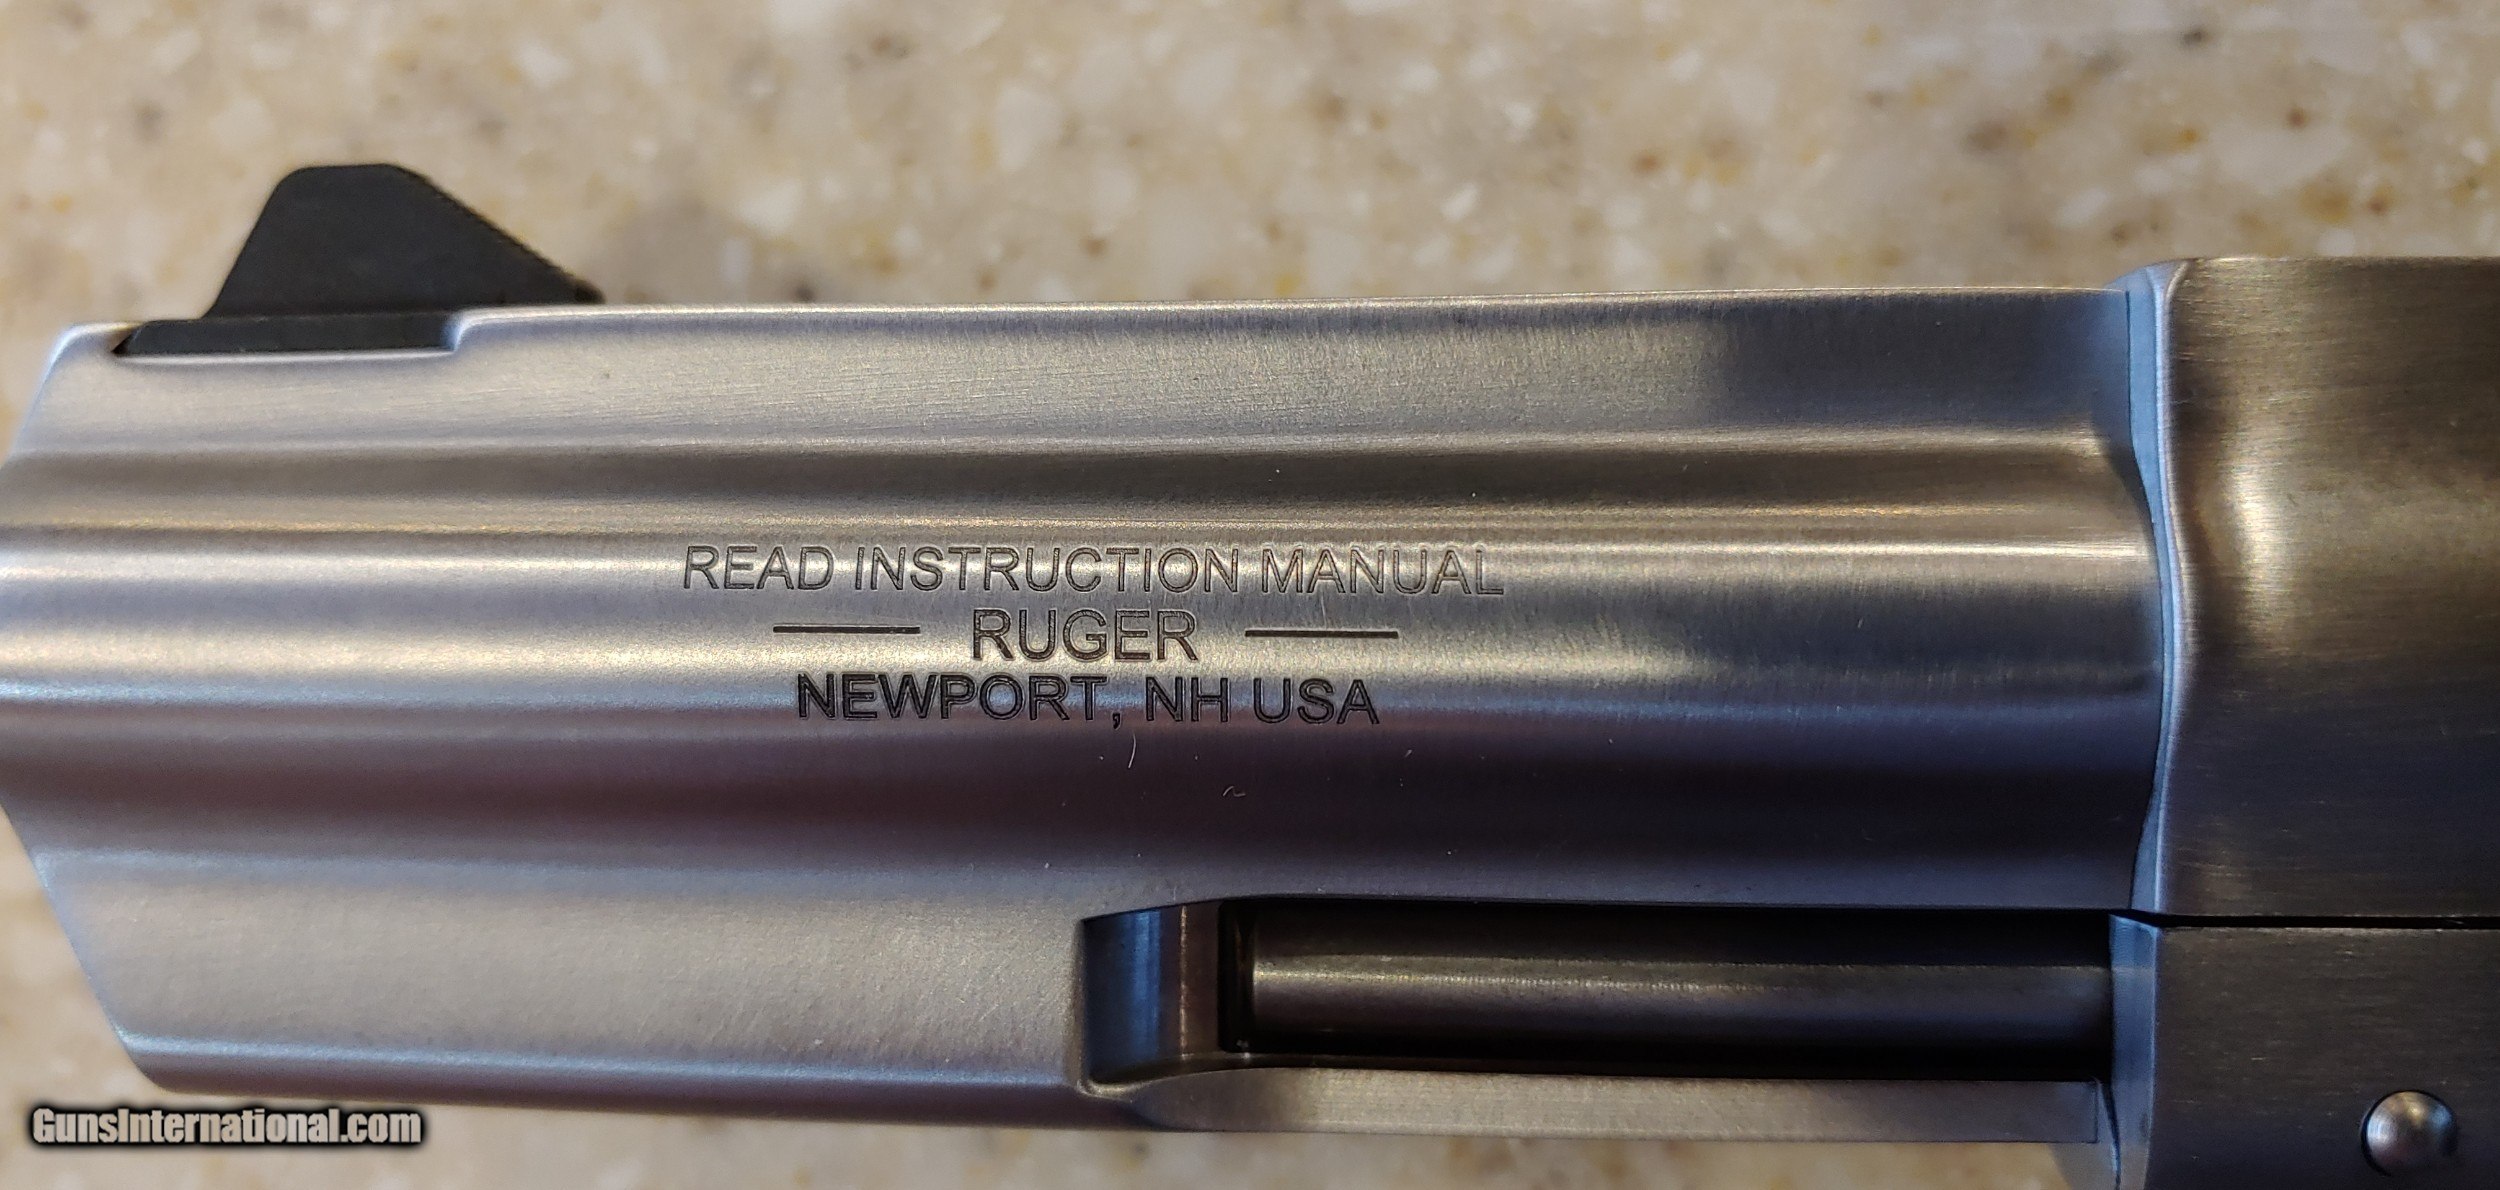 READ INSTRUCTION MANUAL
RUGER
NEWPORT, NH USA
GunsInternational.com